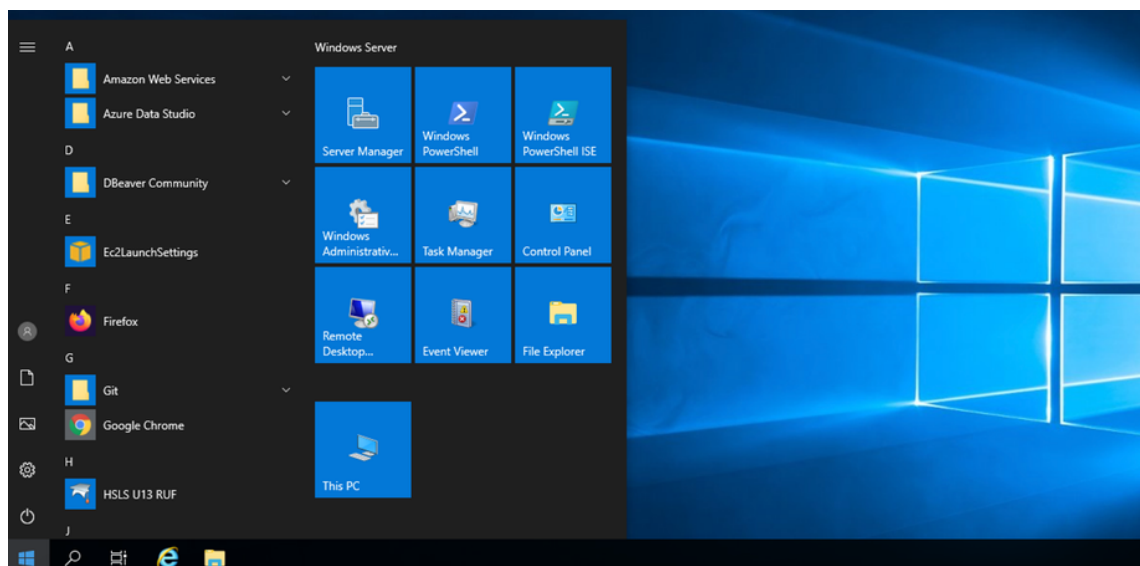 A
Amazon Web Services
Azure Data Studio
D
DBeaver Community
E
Ec2LaunchSettings
F
Firefox
G
Git
Google Chrome
H
HSLS U13 RUF
J
Windows Server
Server Manager
Windows
PowerShell
Windows
PowerShell ISE
Windows
Administrativ...
Task Manager
Control Panel
Remote
Desktop...
Event Viewer
File Explorer
This PC